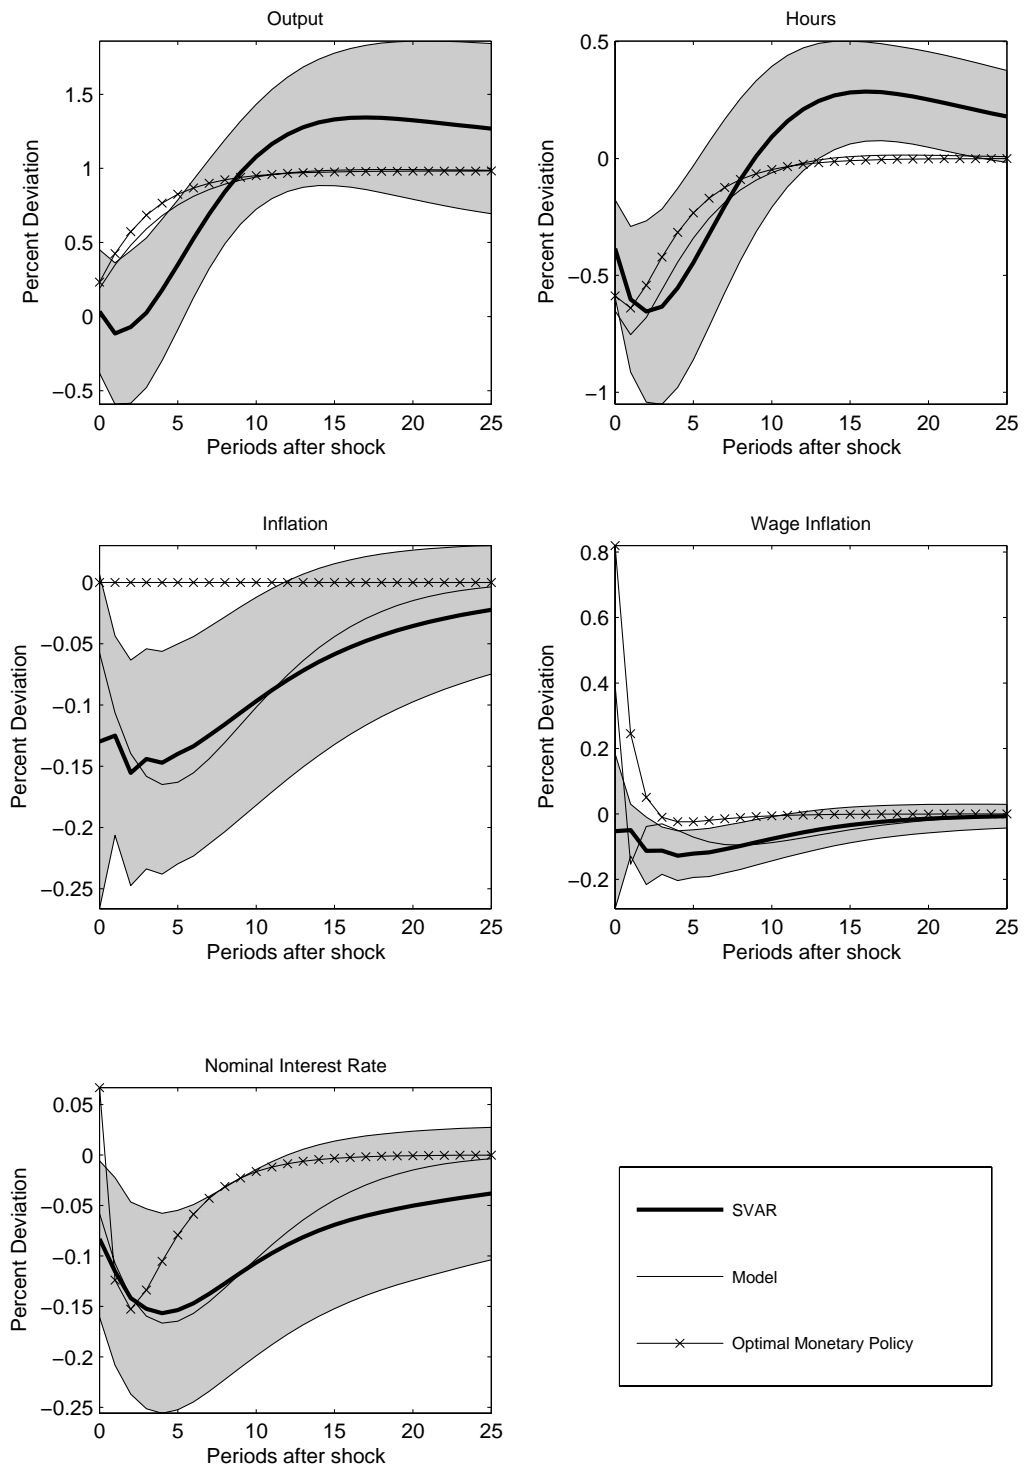 Output
1.5
1
0.5
0
−0.5
Percent Deviation
0 5 10 15 20 25
Periods after shock
Hours
0.5
0
−0.5
−1
Percent Deviation
0 5 10 15 20 25
Periods after shock
Inflation
0
−0.05
−0.1
−0.15
−0.2
−0.25
Percent Deviation
0 5 10 15 20 25
Periods after shock
Wage Inflation
0.8
0.6
0.4
0.2
0
−0.2
Percent Deviation
0 5 10 15 20 25
Periods after shock
Nominal Interest Rate
0.05
0
−0.05
−0.1
−0.15
−0.2
−0.25
Percent Deviation
0 5 10 15 20 25
Periods after shock
SVAR
Model
Optimal Monetary Policy